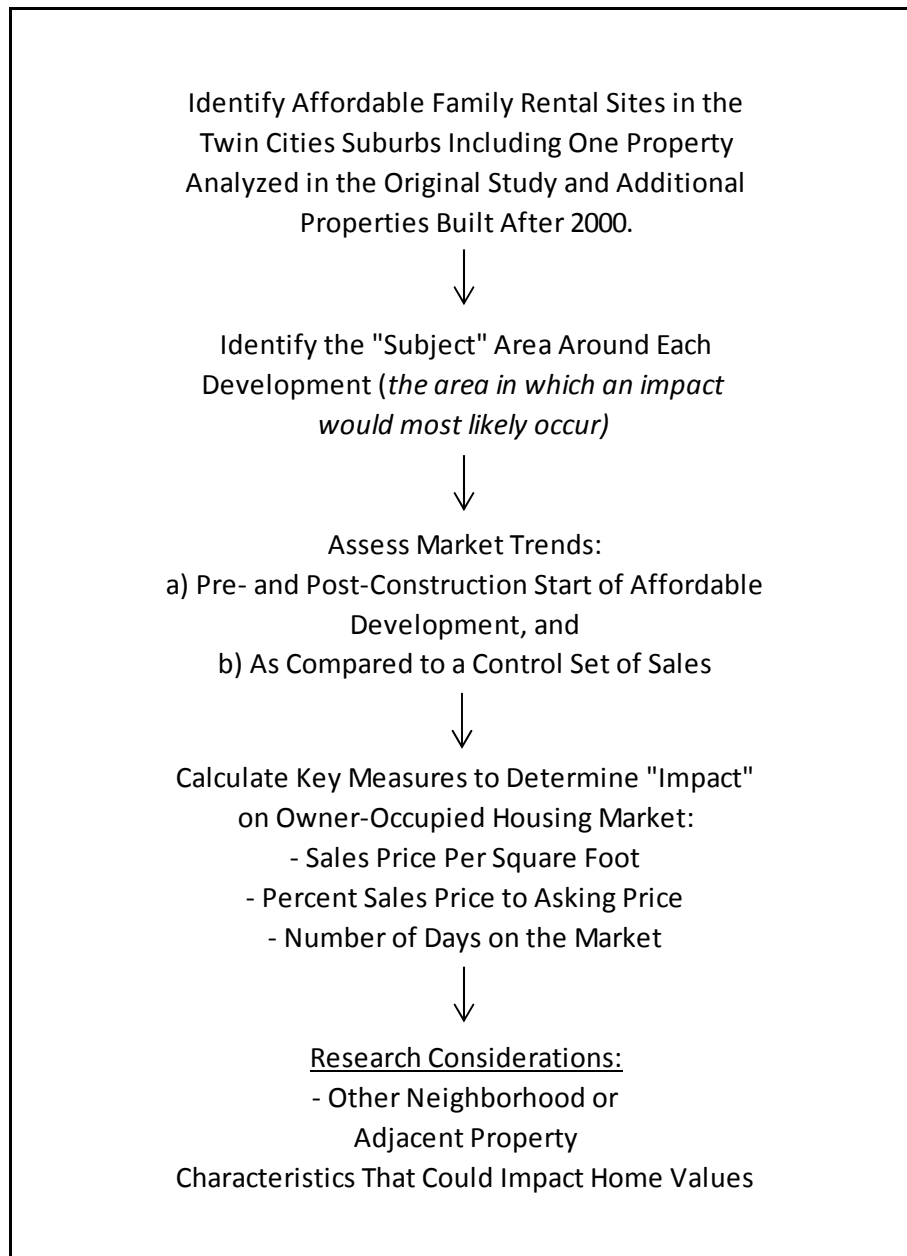 Identify Affordable Family Rental Sites in the
Twin Cities Suburbs Including One Property
Analyzed in the Original Study and Additional
Properties Built After 2000.
Identify the "Subject" Area Around Each
Development (the area in which an impact
would most likely occur)
Assess Market Trends:
a) Pre- and Post-Construction Start of Affordable
Development, and
b) As Compared to a Control Set of Sales
Calculate Key Measures to Determine "Impact"
on Owner-Occupied Housing Market:
- Sales Price Per Square Foot
- Percent Sales Price to Asking Price
- Number of Days on the Market
Research Considerations:
- Other Neighborhood or
Adjacent Property
Characteristics That Could Impact Home Values